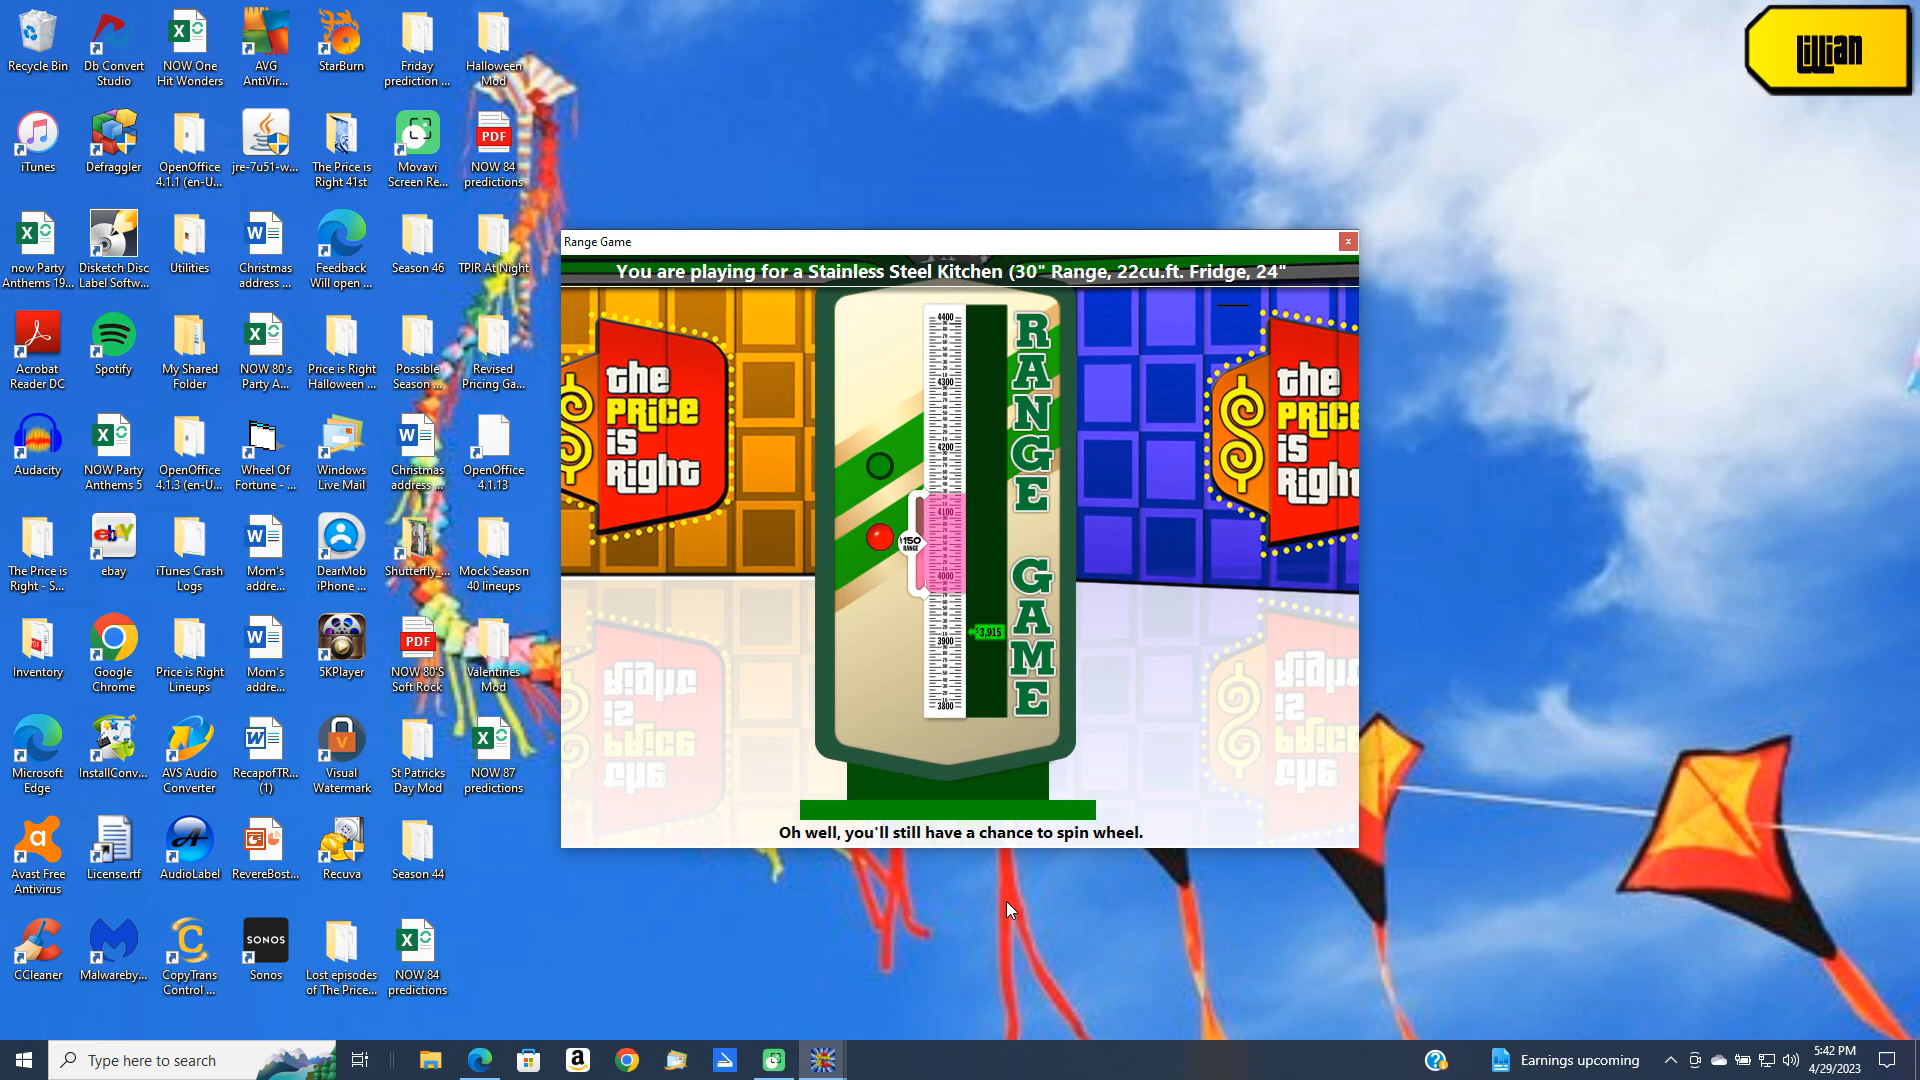 Recycle Bin
Db Convert
Studio
NOW One
Hit Wonders
AVG
AntiVir...
StarBurn
Friday
prediction ...
Halloween
Mod
Lillian
iTunes
Defraggler
OpenOffice
4.1.1 (en-U...
jre-7u51-w...
The Price is
Right 41st
Movavi
Screen Re...
PDF
NOW 84
predictions
now Party
Anthems 19...
Disketch Disc
Label Softw...
Utilities
Christmas
address ...
Feedback
Will open ...
Season 46
TPIR At Night
Acrobat
Reader DC
Spotify
My Shared
Folder
NOW 80's
Party A...
Price is Right
Halloween ...
Possible
Season ...
Revised
Pricing Ga...
Audacity
NOW Party
Anthems 5
OpenOffice
4.1.3 (en-U...
Wheel Of
Fortune - ...
Windows
Live Mail
Christmas
address ...
OpenOffice
4.1.13
The Price is
Right - S...
ebay
ebay
iTunes Crash
Logs
Mom's
addre...
DearMob
iPhone ...
Shutterfly_...
Mock Season
40 lineups
PDF
Inventory
Google
Chrome
Price is Right
Lineups
Mom's
addre...
5KPlayer
PDF
NOW 80'S
Soft Rock
Valentines
Mod
Microsoft
Edge
InstallConv...
AVS Audio
Converter
RecapofTR...
(1)
Visual
Watermark
St Patricks
Day Mod
NOW 87
predictions
Avast Free
Antivirus
License.rtf
AudioLabel
RevereBost...
Recuva
Season 44
CCleaner
Malwareby...
CopyTrans
Control ...
SONOS
Sonos
Lost episodes
of The Price...
NOW 84
predictions
Range Game
x
You are playing for a Stainless Steel Kitchen (30" Range, 22cu.ft. Fridge, 24"
the
PRICE
is
Right
4400
4300
4200
4100
4000
3900
3800
$150
RANGE
3,915
RANGE GAME
the
PRICE
is
Right
Oh well, you'll still have a chance to spin wheel.
Type here to search
Earnings upcoming
5:42 PM
4/29/2023